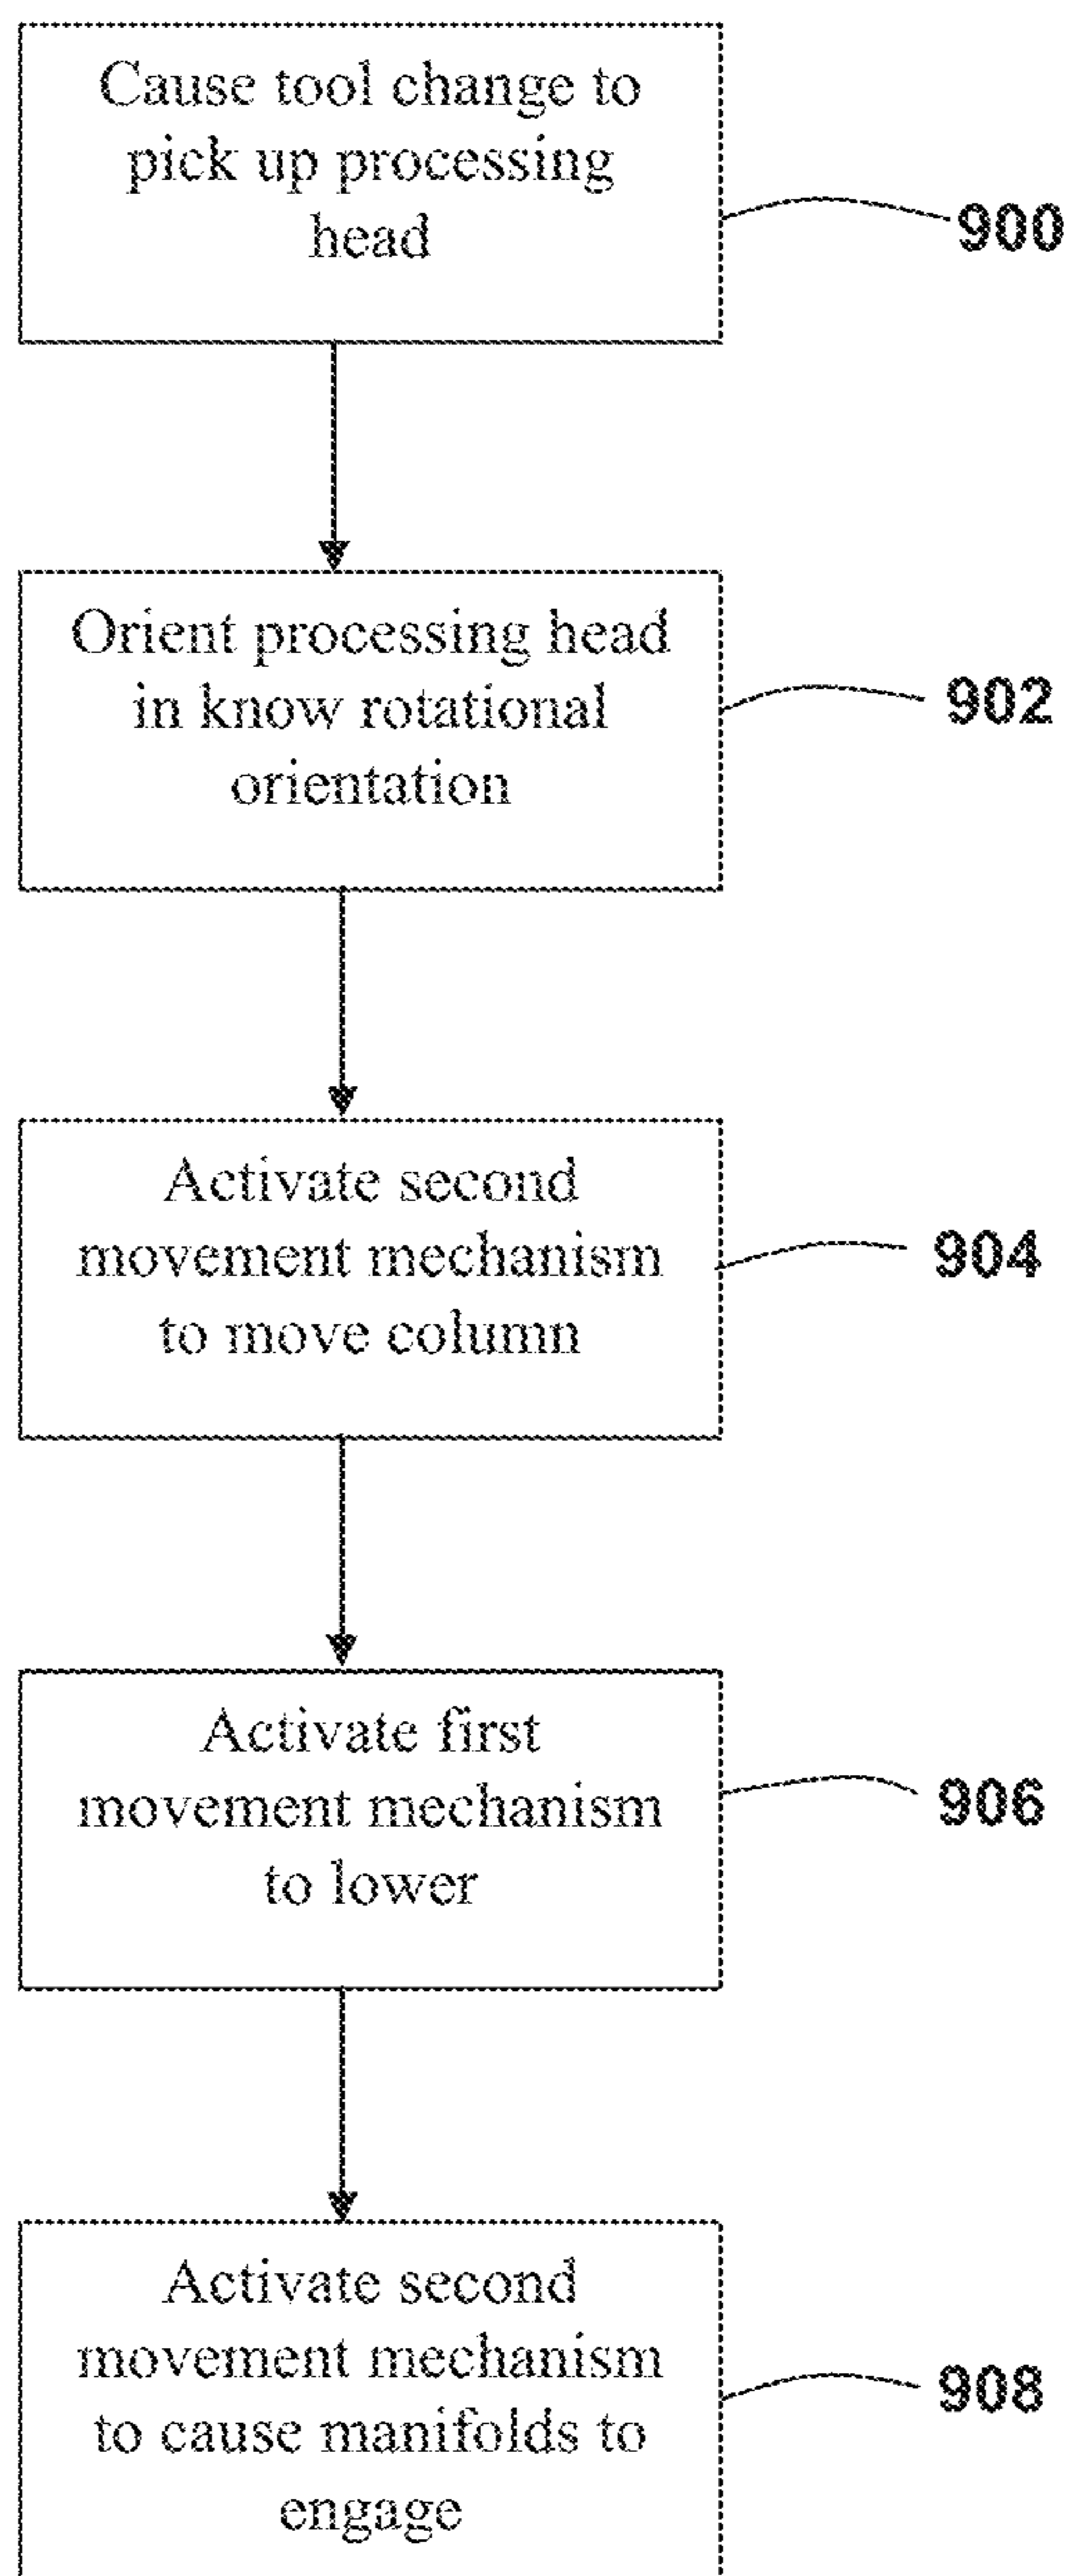 Cause tool change to
pick up processing
head
900
Orient processing head
in know rotational
orientation
902
Activate second
movement mechanism
to move column
904
Activate first
movement mechanism
to lower
906
Activate second
movement mechanism
to cause manifolds to
engage
908